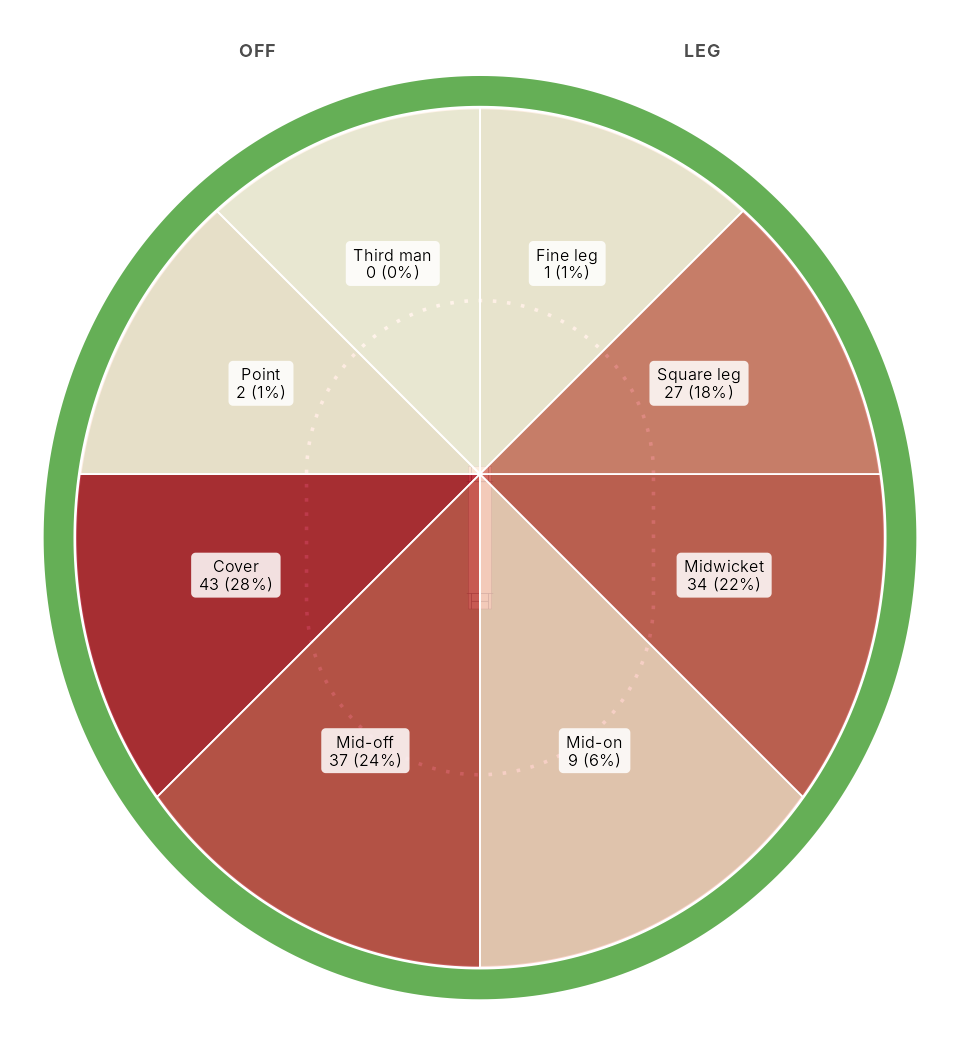 OFF
LEG
Third man
0 (0%)
Fine leg
1 (1%)
Point
2 (1%)
Square leg
27 (18%)
Cover
43 (28%)
Midwicket
34 (22%)
Mid-off
37 (24%)
Mid-on
9 (6%)